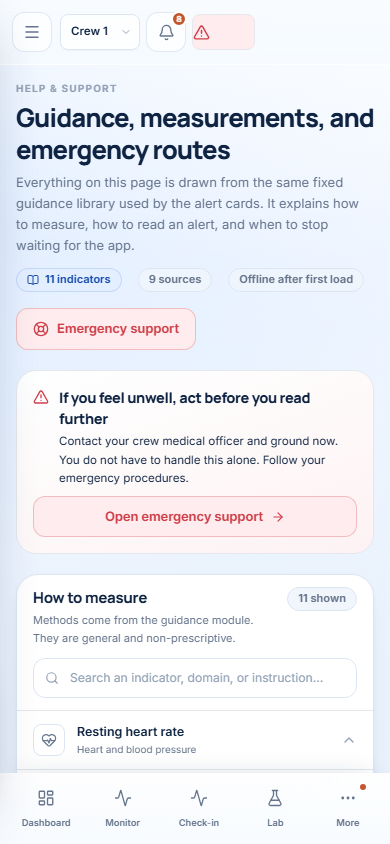 Crew 1
8
HELP & SUPPORT
Guidance, measurements, and
emergency routes
Everything on this page is drawn from the same fixed
guidance library used by the alert cards. It explains how
to measure, how to read an alert, and when to stop
waiting for the app.
11 indicators
9 sources
Offline after first load
Emergency support
If you feel unwell, act before you read
further
Contact your crew medical officer and ground now.
You do not have to handle this alone. Follow your
emergency procedures.
Open emergency support
How to measure
11 shown
Methods come from the guidance module.
They are general and non-prescriptive.
Search an indicator, domain, or instruction...
Resting heart rate
Heart and blood pressure
Dashboard
Monitor
Check-in
Lab
More